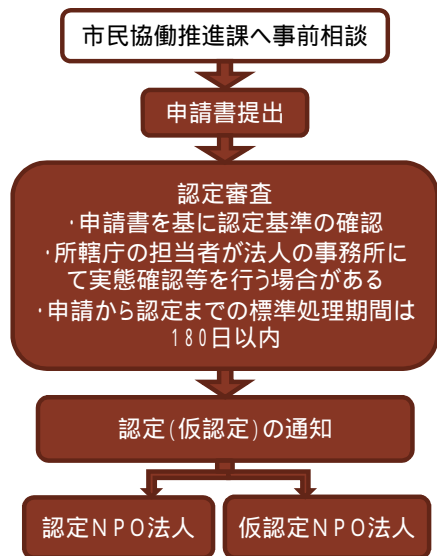 市民協働推進課へ事前相談
申請書提出
認定審査
・申請書を基に認定基準の確認
・所轄庁の担当者が法人の事務所に
て実態確認等を行う場合がある
・申請から認定までの標準処理期間は
180日以内
認定(仮認定)の通知
認定NPO法人
仮認定NPO法人